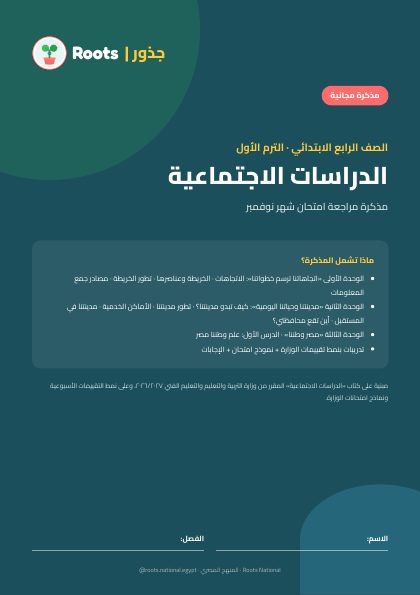 Roots | جذور
مذكرة مجانية
الصف الرابع الابتدائي · الترم الأول
الدراسات الاجتماعية
مذكرة مراجعة امتحان شهر نوفمبر
ماذا تشمل المذكرة؟
• الوحدة الأولى «اتجاهاتنا ترسم خطواتنا»: الاتجاهات · الخريطة وعناصرها · تطور الخريطة · مصادر جمع
المعلومات
• الوحدة الثانية «مدينتنا وحياتنا اليومية»: كيف تبدو مدينتنا؟ · تطور مدينتنا · الأماكن الخدمية · مدينتنا في
المستقبل · أين تقع محافظتي؟
• الوحدة الثالثة «مصر وطننا» · الدرس الأول: علم وطننا مصر
• تدريبات بنمط تقييمات الوزارة + نموذج امتحان + الإجابات
مبنية على كتاب «الدراسات الاجتماعية» المقرر من وزارة التربية والتعليم والتعليم الفني ٢٠٢٦/٢٠٢٧، وعلى نمط التقييمات الأسبوعية
ونماذج امتحانات الوزارة.
الاسم:
الفصل:
Roots National · المنهج المصري · @roots.national.egypt